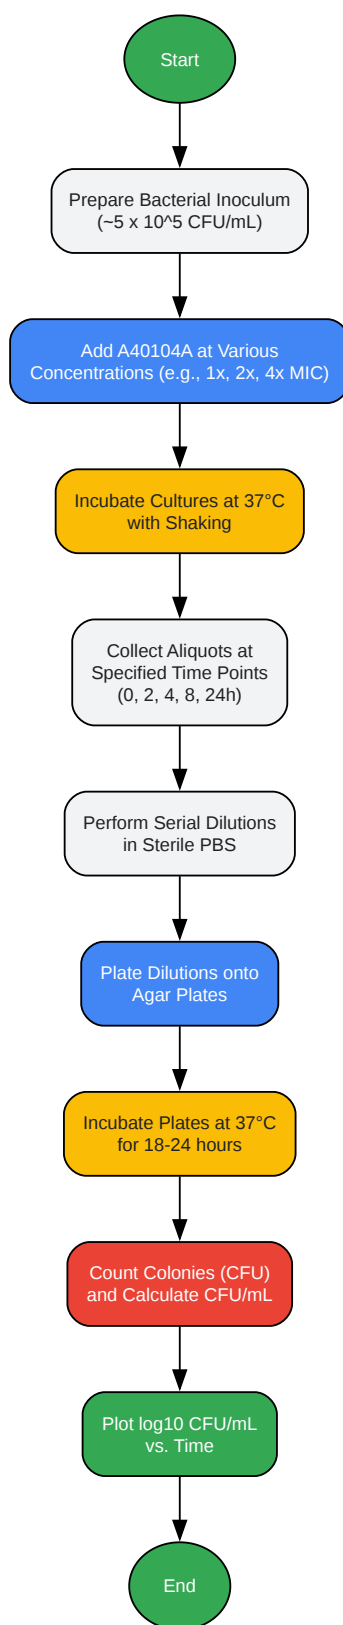 Start
Prepare Bacterial Inoculum
(~5 x 10^5 CFU/mL)
Add A40104A at Various
Concentrations (e.g., 1x, 2x, 4x MIC)
Incubate Cultures at 37°C
with Shaking
Collect Aliquots at
Specified Time Points
(0, 2, 4, 8, 24h)
Perform Serial Dilutions
in Sterile PBS
Plate Dilutions onto
Agar Plates
Incubate Plates at 37°C
for 18-24 hours
Count Colonies (CFU)
and Calculate CFU/mL
Plot log10 CFU/mL
vs. Time
End